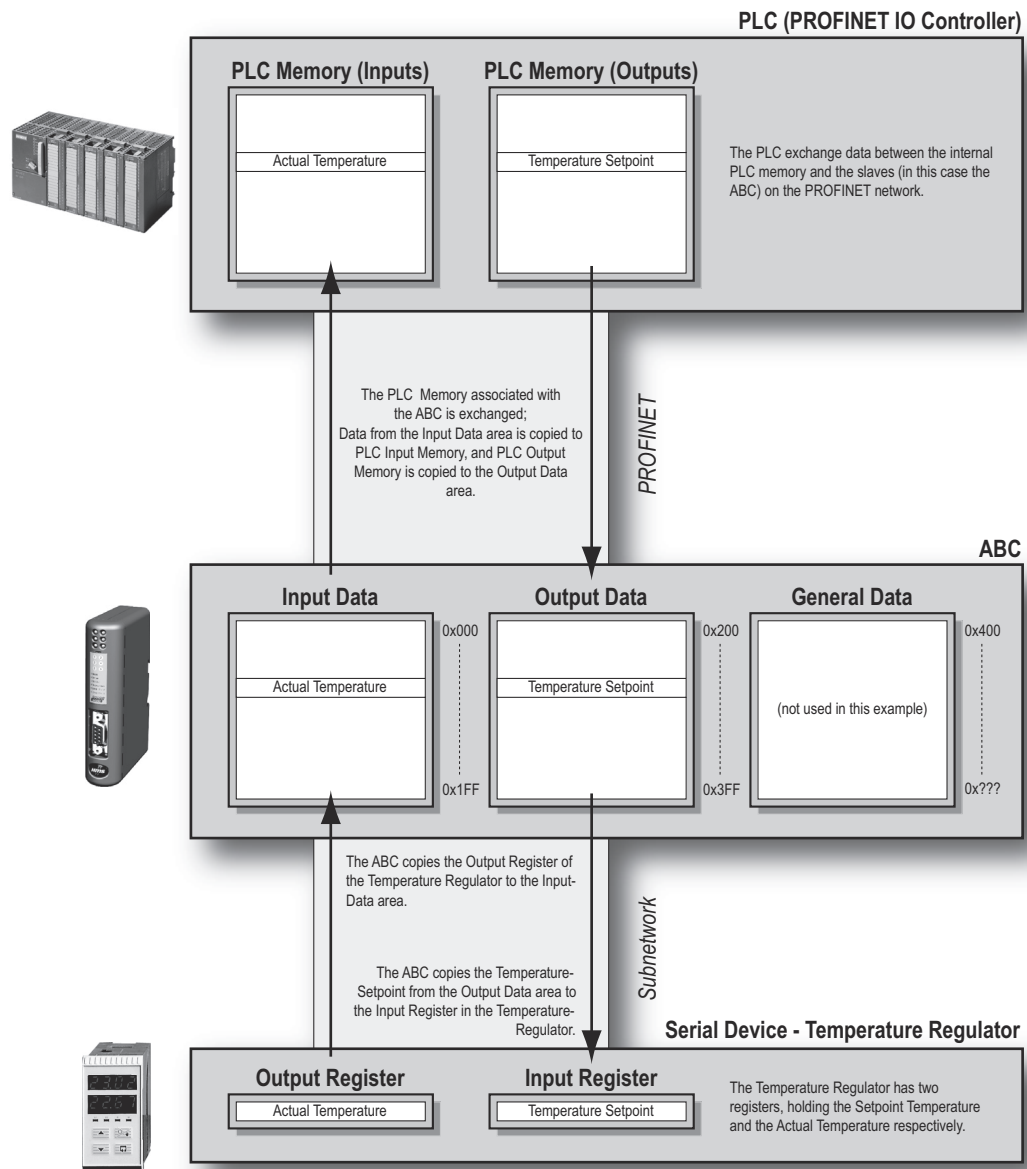 PLC (PROFINET IO Controller)
PLC Memory (Inputs)
PLC Memory (Outputs)
Actual Temperature
Temperature Setpoint
The PLC exchange data between the internal
PLC memory and the slaves (in this case the
ABC) on the PROFINET network.
The PLC Memory associated with
the ABC is exchanged;
Data from the Input Data area is copied to
PLC Input Memory, and PLC Output
Memory is copied to the Output Data
area.
PROFINET
ABC
Input Data
Output Data
General Data
0x000
0x200
0x400
Actual Temperature
Temperature Setpoint
(not used in this example)
0x1FF
0x3FF
0x???
The ABC copies the Output Register of
the Temperature Regulator to the Input-
Data area.
Subnetwork
The ABC copies the Temperature-
Setpoint from the Output Data area to
the Input Register in the Temperature-
Regulator.
Serial Device - Temperature Regulator
Output Register
Input Register
Actual Temperature
Temperature Setpoint
The Temperature Regulator has two
registers, holding the Setpoint Temperature
and the Actual Temperature respectively.